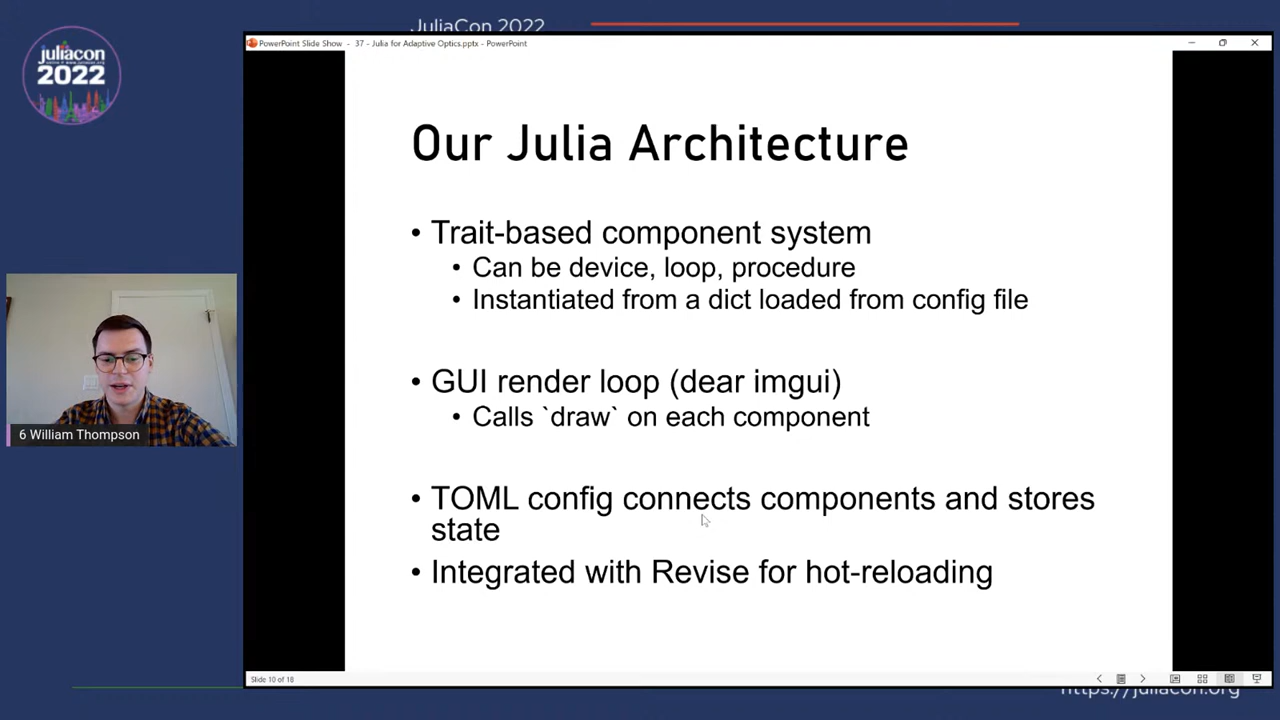 JuliaCon 2022
juliacon
2022
PowerPoint Slide Show - 37 - Julia for Adaptive Optics.pptx - PowerPoint
Our Julia Architecture
• Trait-based component system
• Can be device, loop, procedure
• Instantiated from a dict loaded from config file
• GUI render loop (dear imgui)
• Calls `draw` on each component
• TOML config connects components and stores
state
• Integrated with Revise for hot-reloading
6 William Thompson
Slide 10 of 18
https://juliacon.org